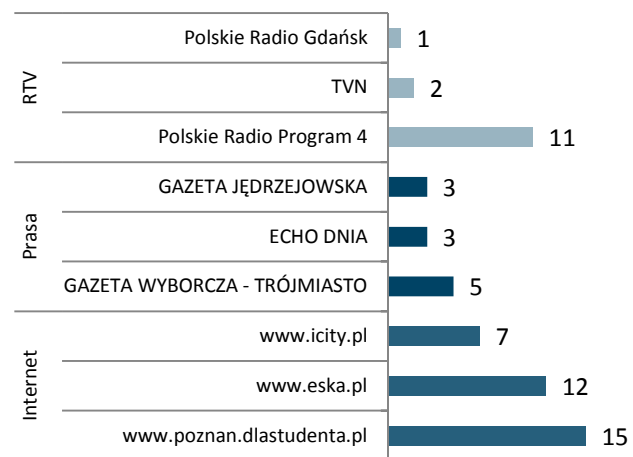 RTV
Polskie Radio Gdańsk 1
TVN 2
Polskie Radio Program 4 11
Prasa
GAZETA JĘDRZEJOWSKA 3
ECHO DNIA 3
GAZETA WYBORCZA - TRÓJMIASTO 5
Internet
www.icity.pl 7
www.eska.pl 12
www.poznan.dlastudenta.pl 15